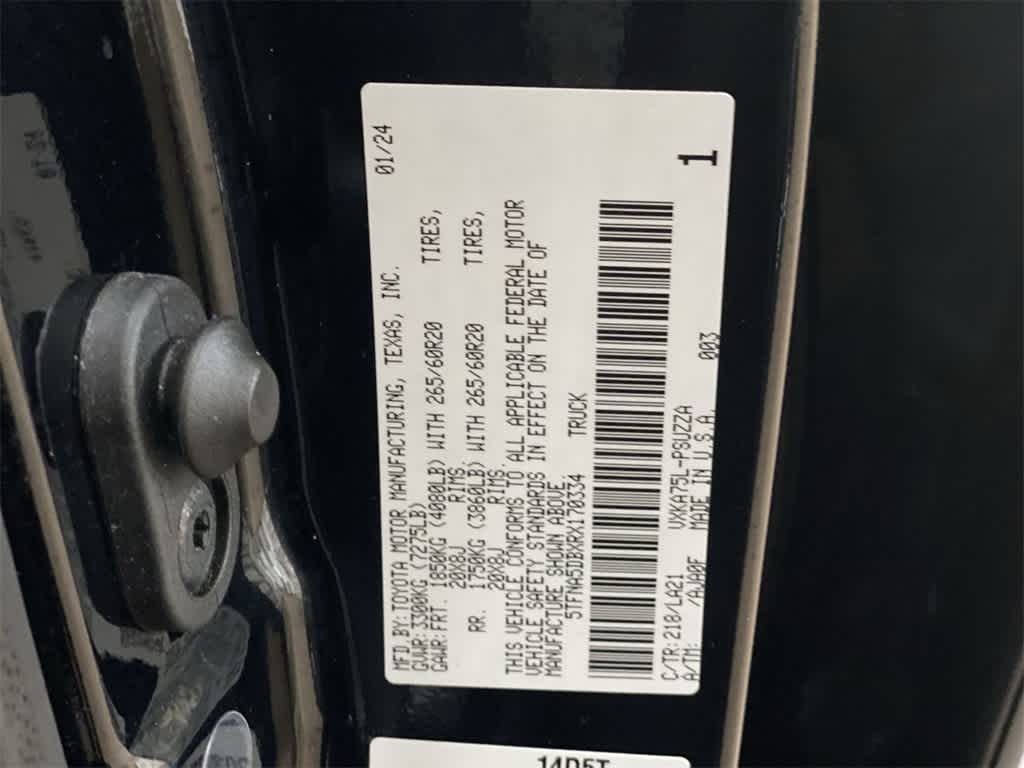 MFD.BY:TOYOTA MOTOR MANUFACTURING, TEXAS, INC. 01/24
GVWR:3300KG (7275LB)
GAWR:FRT. 1850KG (4080LB) WITH 265/60R20 TIRES,
20X8J RIMS.
RR. 1750KG (3860LB) WITH 265/60R20 TIRES,
20X8J RIMS.
THIS VEHICLE CONFORMS TO ALL APPLICABLE FEDERAL MOTOR
VEHICLE SAFETY STANDARDS IN EFFECT ON THE DATE OF
MANUFACTURE SHOWN ABOVE.
5TFNA5DBXRX170334 TRUCK
C/TR:218/LA21 VXKA75L-PSUZZA
A/TM: /AJA0F MADE IN U.S.A. 003
1
14D5T